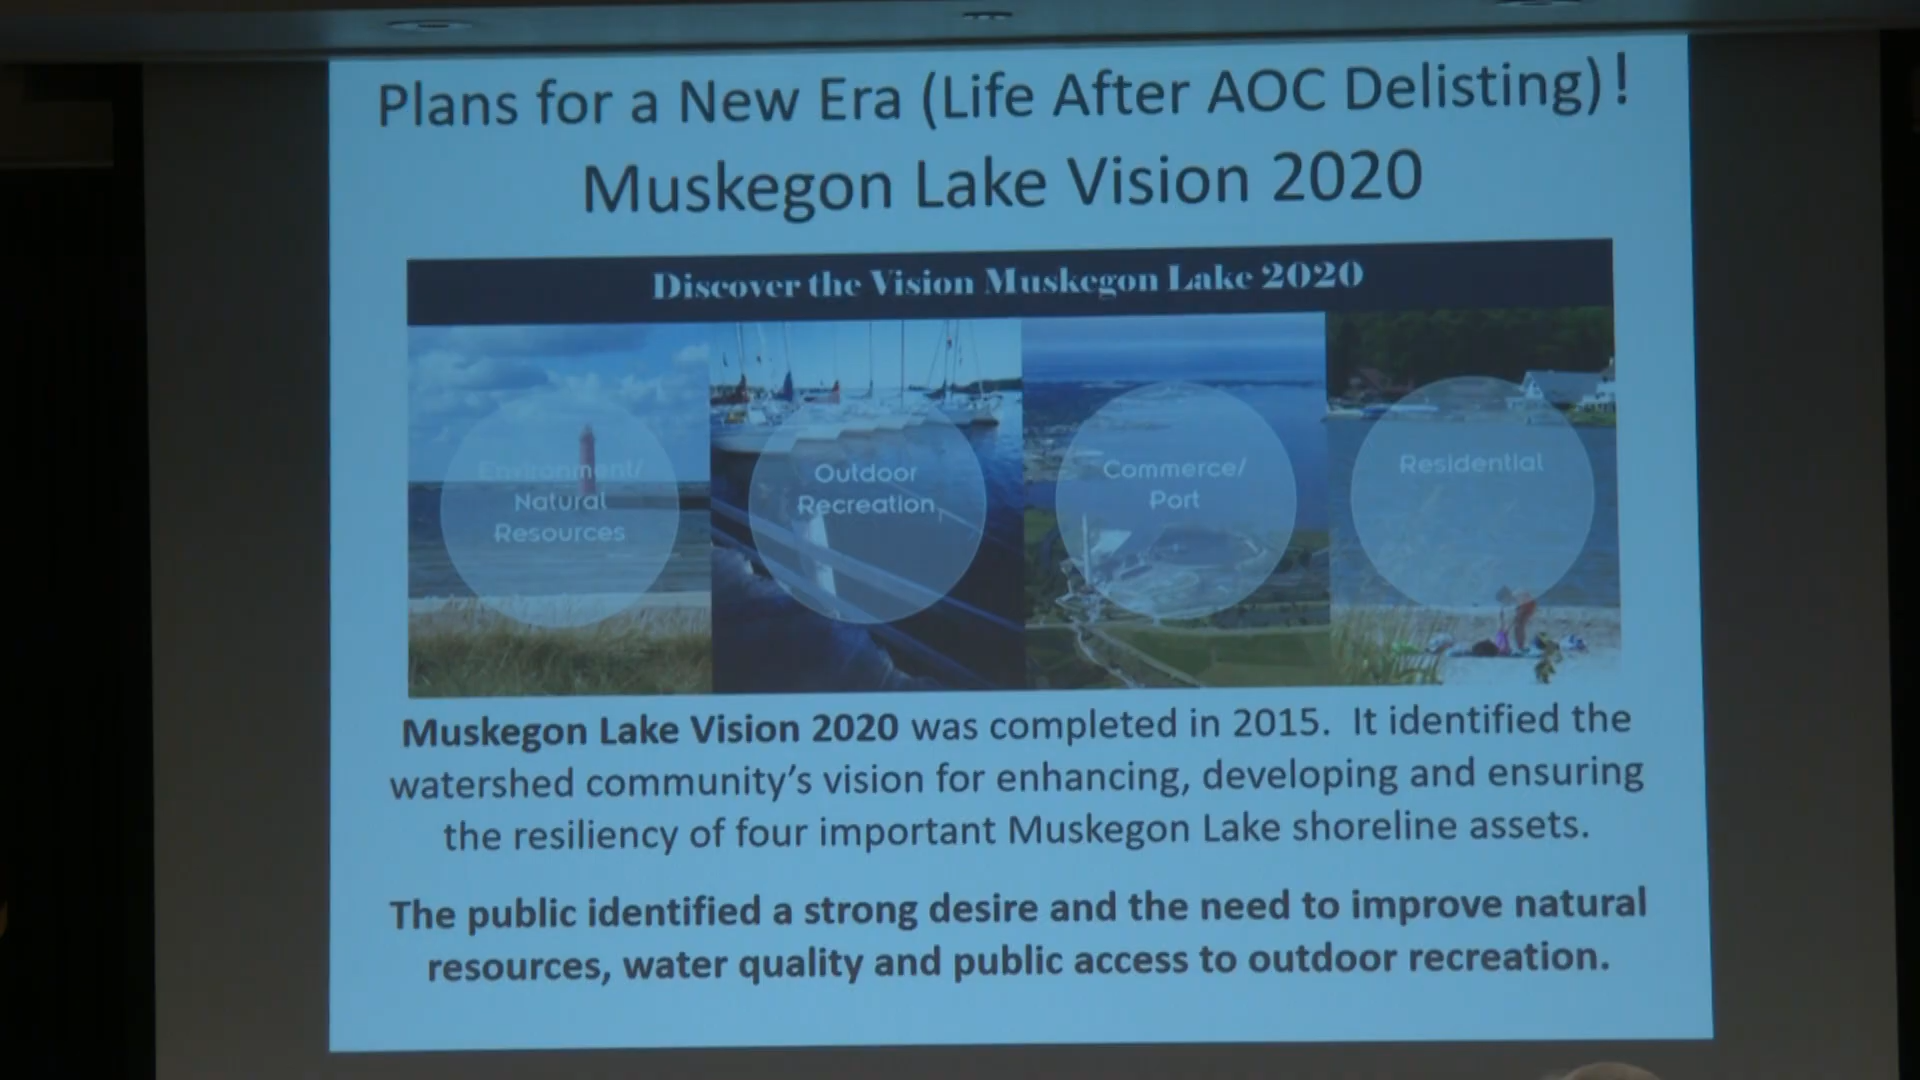 Plans for a New Era (Life After AOC Delisting)!
Muskegon Lake Vision 2020
Discover the Vision Muskegon Lake 2020
Environment/
Natural
Resources
Outdoor
Recreation
Commerce/
Port
Residential
Muskegon Lake Vision 2020 was completed in 2015. It identified the
watershed community's vision for enhancing, developing and ensuring
the resiliency of four important Muskegon Lake shoreline assets.
The public identified a strong desire and the need to improve natural
resources, water quality and public access to outdoor recreation.